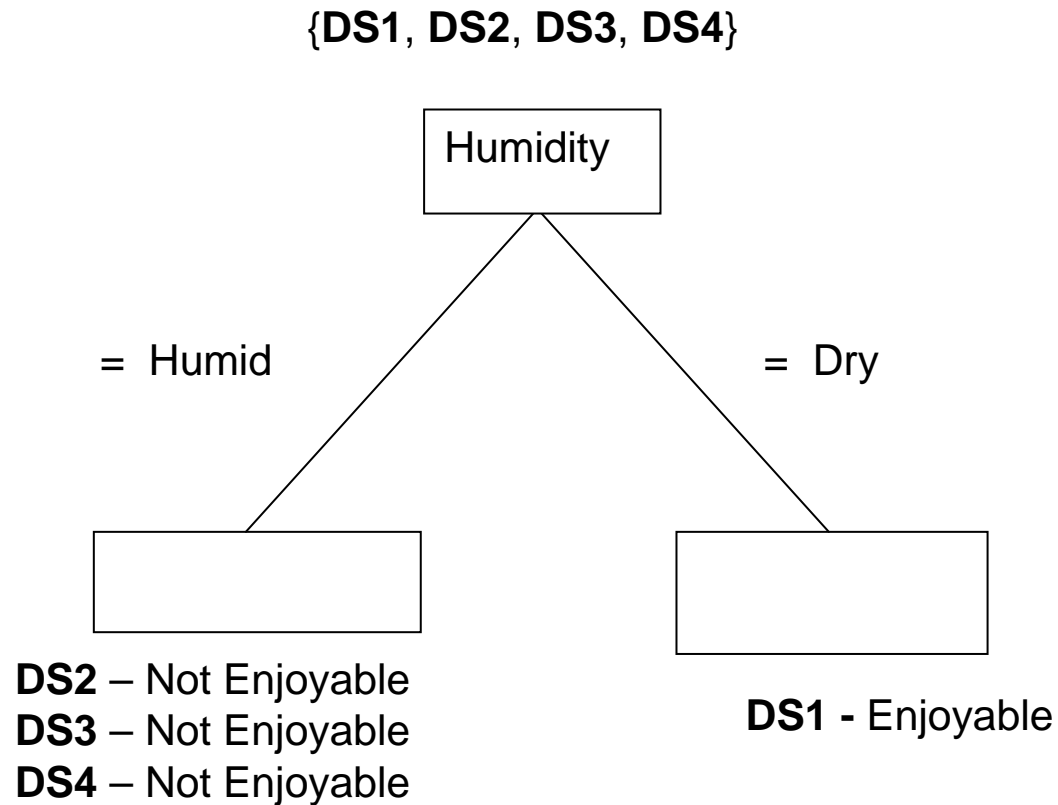 {DS1, DS2, DS3, DS4}
Humidity
= Humid
= Dry
DS2 – Not Enjoyable
DS3 – Not Enjoyable
DS4 – Not Enjoyable
DS1 - Enjoyable